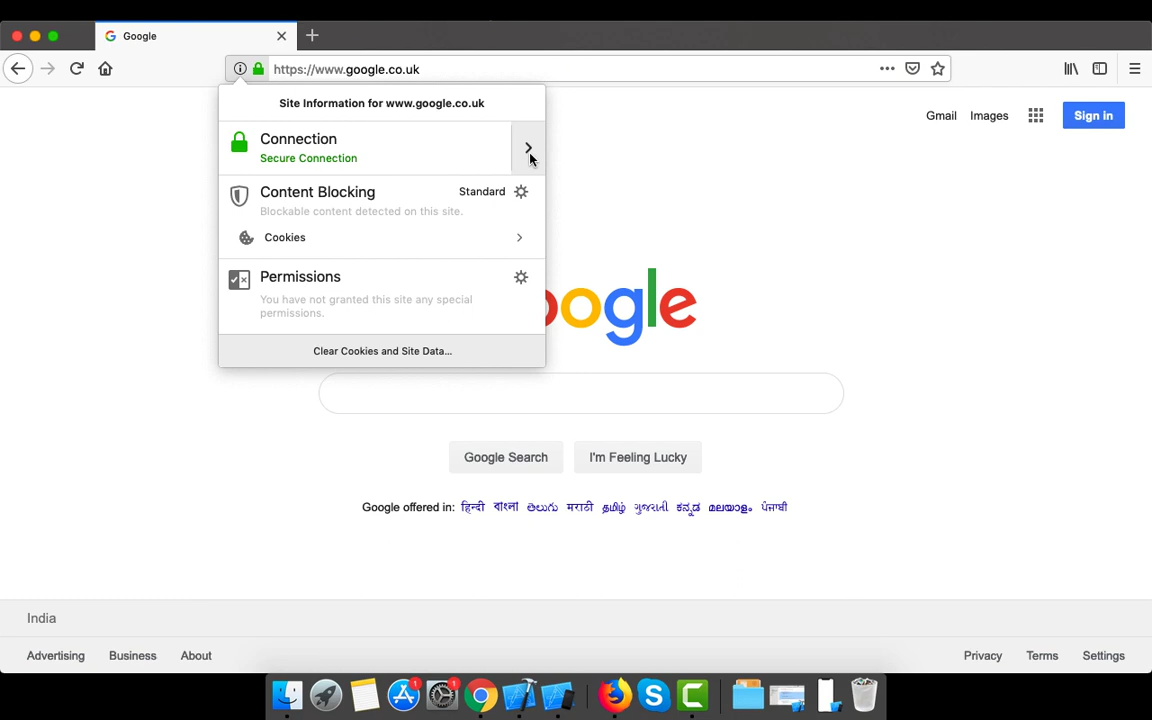 Google
https://www.google.co.uk
Site Information for www.google.co.uk
Connection
Secure Connection
Content Blocking Standard
Blockable content detected on this site.
Cookies
Permissions
You have not granted this site any special
permissions.
Clear Cookies and Site Data...
Gmail Images Sign in
ogle
Google Search I'm Feeling Lucky
Google offered in: हिन्दी বাংলা తెలుగు मराठी தமிழ் ગુજરાતી ಕನ್ನಡ മലയാളം ਪੰਜਾਬੀ
India
Advertising Business About Privacy Terms Settings
1 1